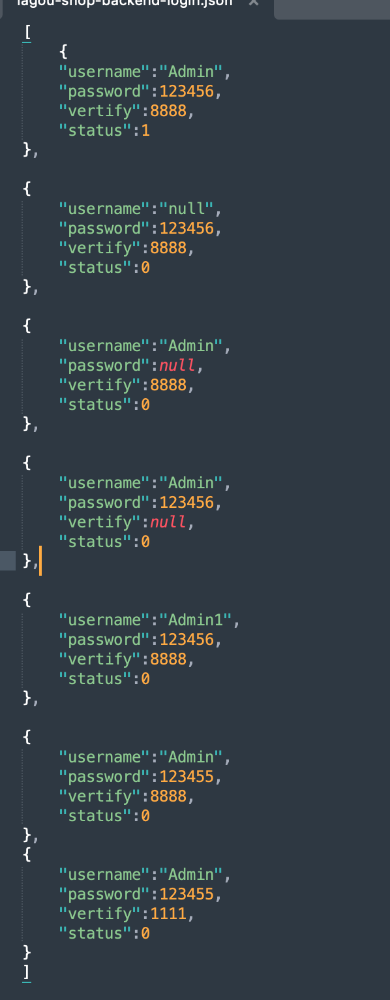 lagou-shop-backend-login.json ×
[
{
"username":"Admin",
"password":123456,
"vertify":8888,
"status":1
},
{
"username":"null",
"password":123456,
"vertify":8888,
"status":0
},
{
"username":"Admin",
"password":null,
"vertify":8888,
"status":0
},
{
"username":"Admin",
"password":123456,
"vertify":null,
"status":0
},
{
"username":"Admin1",
"password":123456,
"vertify":8888,
"status":0
},
{
"username":"Admin",
"password":123455,
"vertify":8888,
"status":0
},
{
"username":"Admin",
"password":123455,
"vertify":1111,
"status":0
}
]